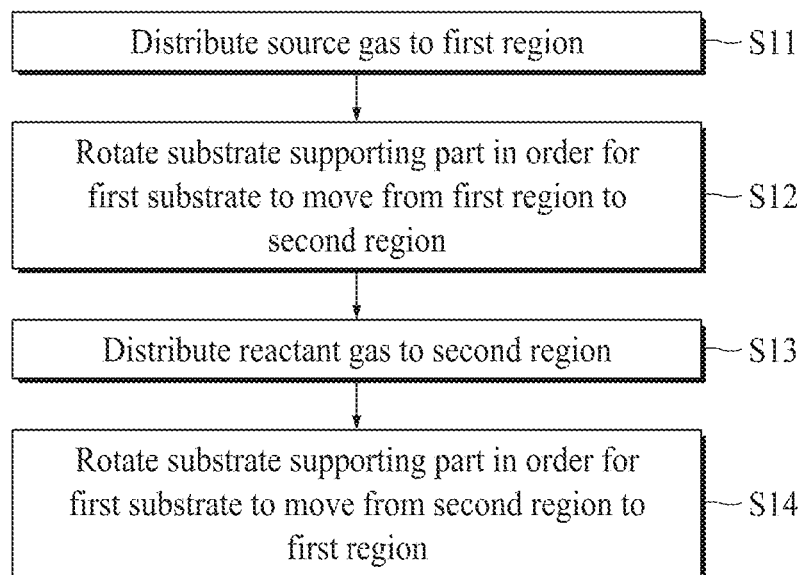 Distribute source gas to first region
S11
Rotate substrate supporting part in order for
first substrate to move from first region to
second region
S12
Distribute reactant gas to second region
S13
Rotate substrate supporting part in order for
first substrate to move from second region to
first region
S14